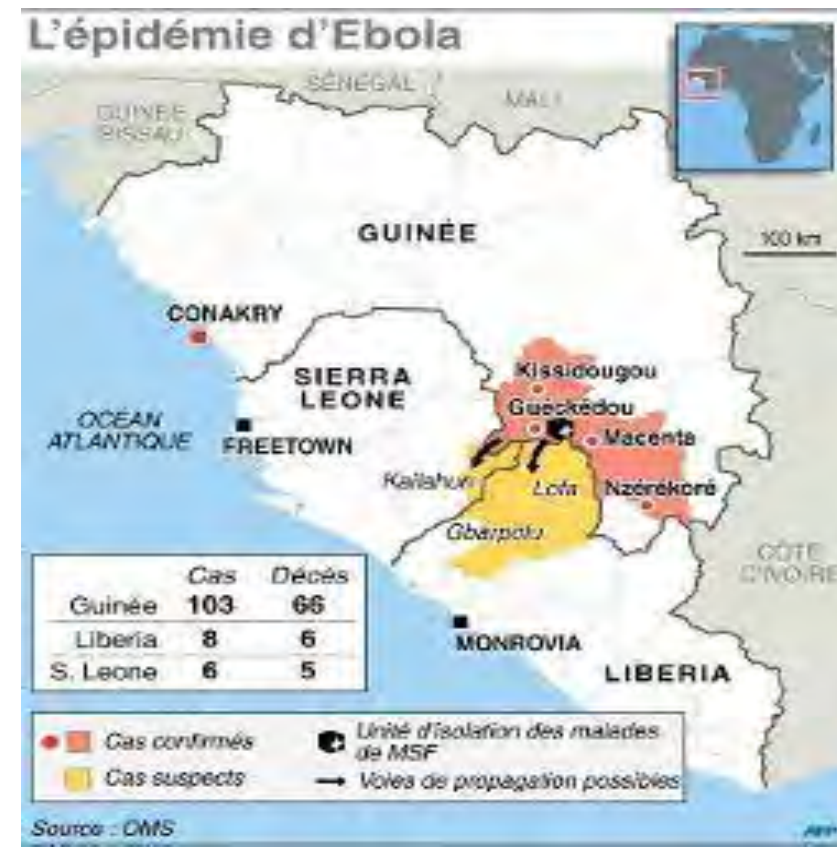 L'épidémie d'Ebola
SÉNÉGAL
MALI
GUINÉE
BISSAU
GUINÉE
100 km
CONAKRY
SIERRA
LEONE
Kissidougou
Guéckédou
Macenta
OCÉAN
ATLANTIQUE
FREETOWN
Kailahun
Lofa
Nzérékoré
Gbarpolu
CÔTE
D'IVOIRE
Cas Décès
Guinée 103 66
Liberia 8 6
S. Leone 6 5
MONROVIA
LIBERIA
Cas confirmés
Cas suspects
Unité d'isolation des malades
de MSF
Voies de propagation possibles
Source : OMS